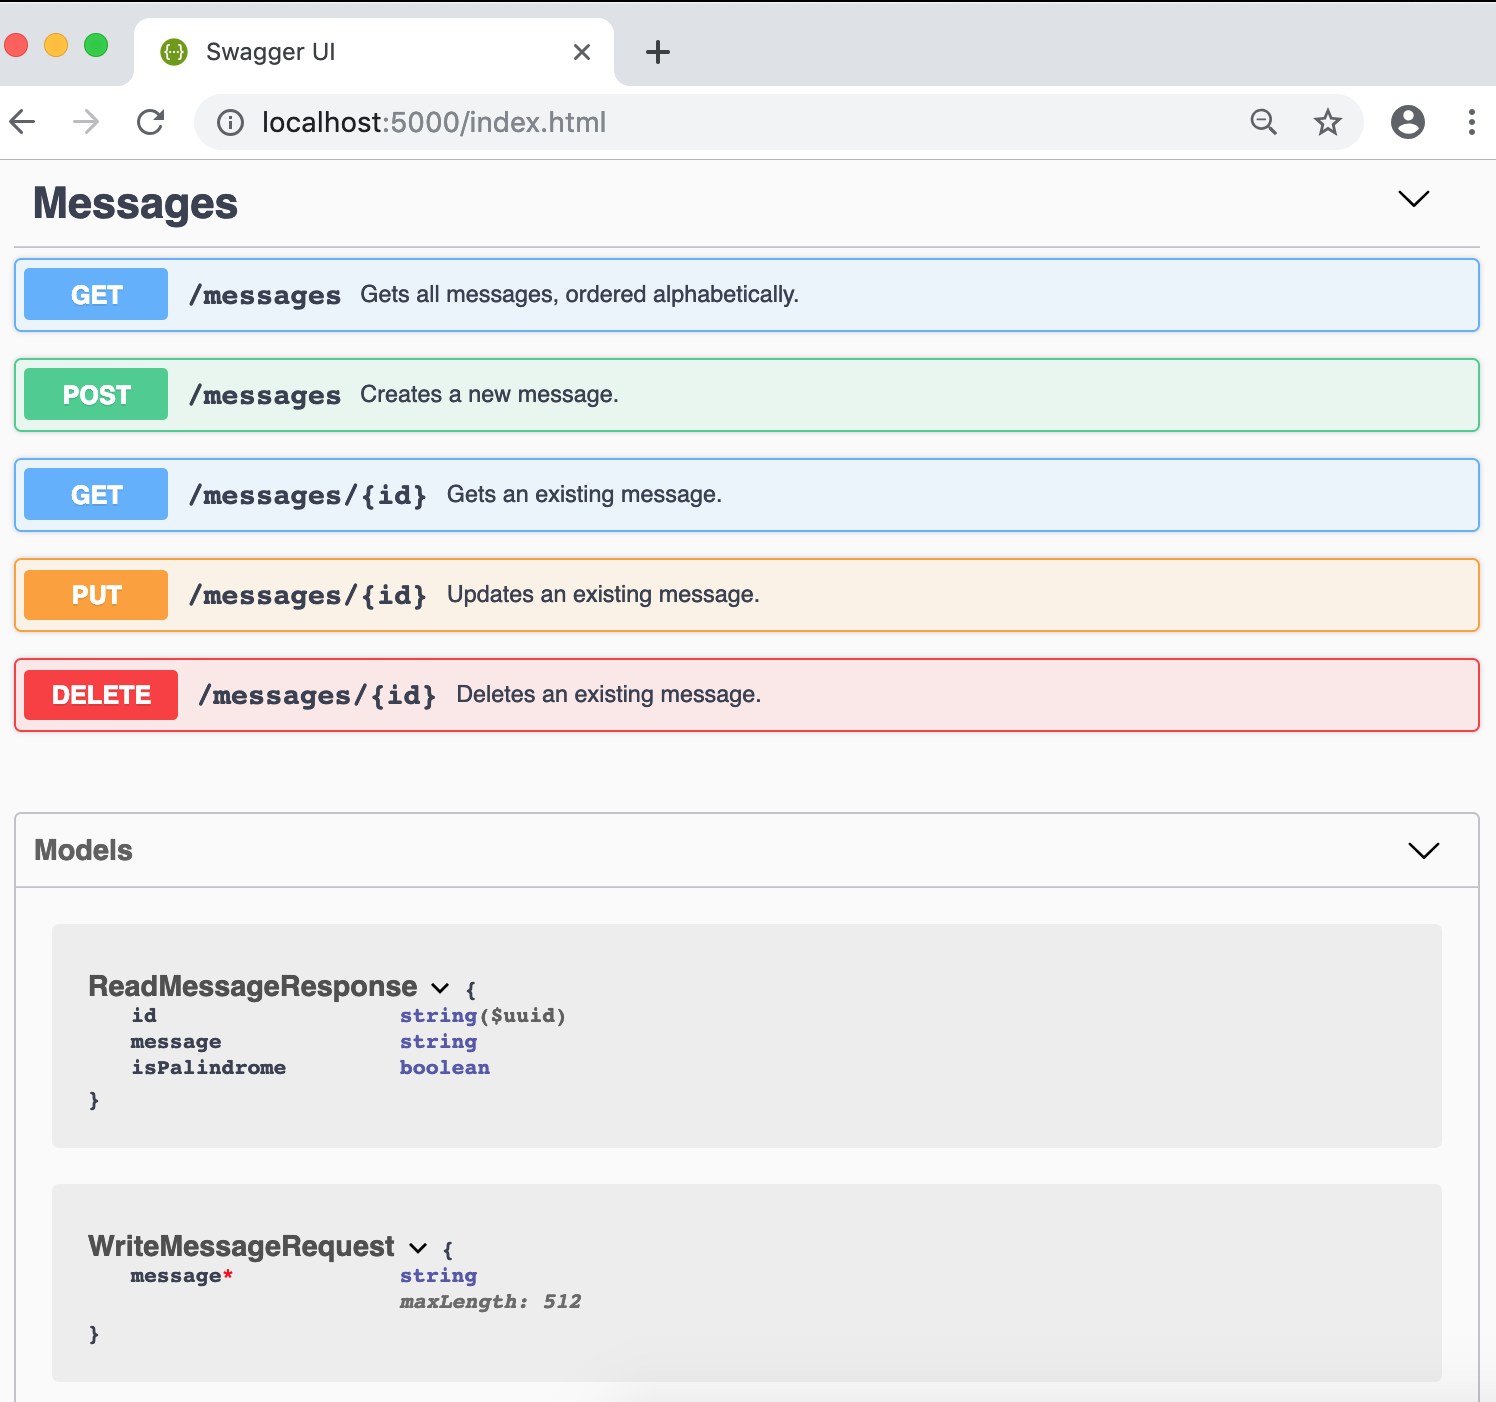 Swagger UI
localhost:5000/index.html
Messages
GET /messages Gets all messages, ordered alphabetically.
POST /messages Creates a new message.
GET /messages/{id} Gets an existing message.
PUT /messages/{id} Updates an existing message.
DELETE /messages/{id} Deletes an existing message.
Models
ReadMessageResponse {
id string($uuid)
message string
isPalindrome boolean
}
WriteMessageRequest {
message* string
maxLength: 512
}